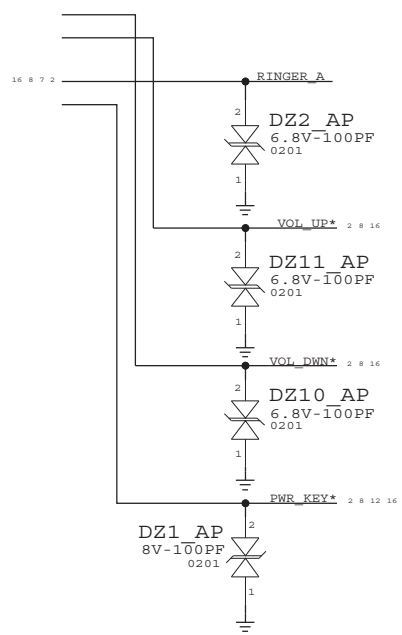 16 8 7 2
RINGER_A
2
DZ2_AP
6.8V-100PF
0201
1
VOL_UP* 2 8 16
2
DZ11_AP
6.8V-100PF
0201
1
VOL_DWN* 2 8 16
2
DZ10_AP
6.8V-100PF
0201
1
PWR_KEY* 2 8 12 16
2
DZ1_AP
8V-100PF
0201
1